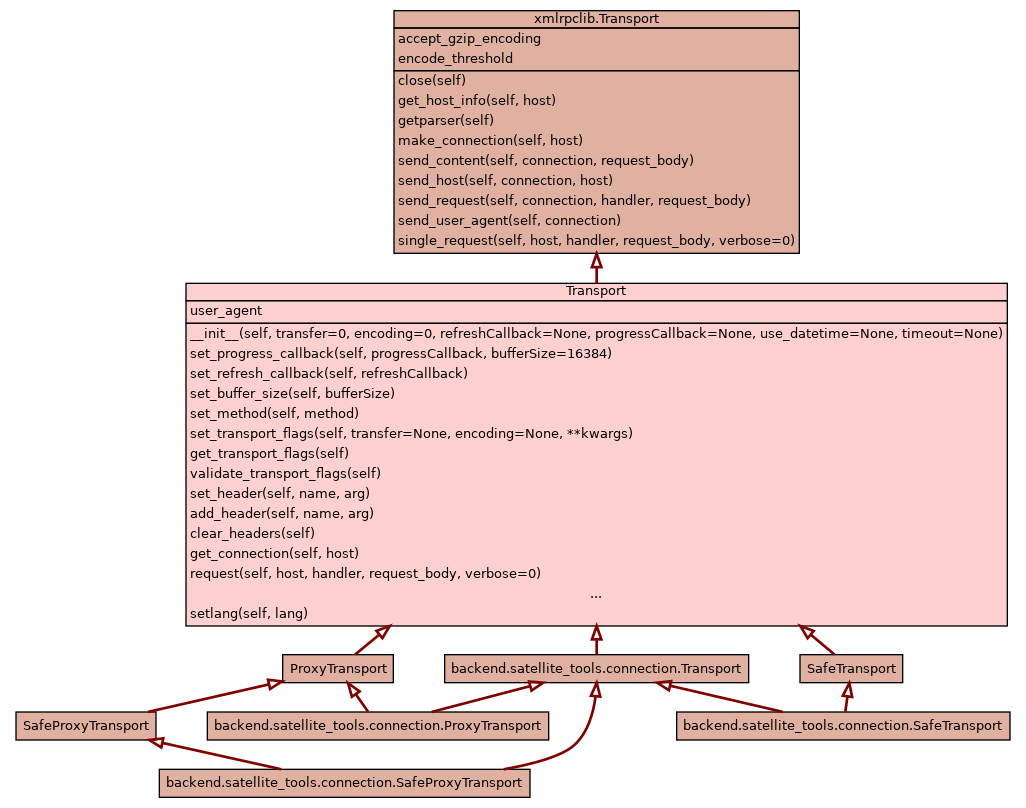 xmlrpclib.Transport
accept_gzip_encoding
encode_threshold
close(self)
get_host_info(self, host)
getparser(self)
make_connection(self, host)
send_content(self, connection, request_body)
send_host(self, connection, host)
send_request(self, connection, handler, request_body)
send_user_agent(self, connection)
single_request(self, host, handler, request_body, verbose=0)
Transport
user_agent
__init__(self, transfer=0, encoding=0, refreshCallback=None, progressCallback=None, use_datetime=None, timeout=None)
set_progress_callback(self, progressCallback, bufferSize=16384)
set_refresh_callback(self, refreshCallback)
set_buffer_size(self, bufferSize)
set_method(self, method)
set_transport_flags(self, transfer=None, encoding=None, **kwargs)
get_transport_flags(self)
validate_transport_flags(self)
set_header(self, name, arg)
add_header(self, name, arg)
clear_headers(self)
get_connection(self, host)
request(self, host, handler, request_body, verbose=0)
...
setlang(self, lang)
ProxyTransport
backend.satellite_tools.connection.Transport
SafeTransport
SafeProxyTransport
backend.satellite_tools.connection.ProxyTransport
backend.satellite_tools.connection.SafeTransport
backend.satellite_tools.connection.SafeProxyTransport